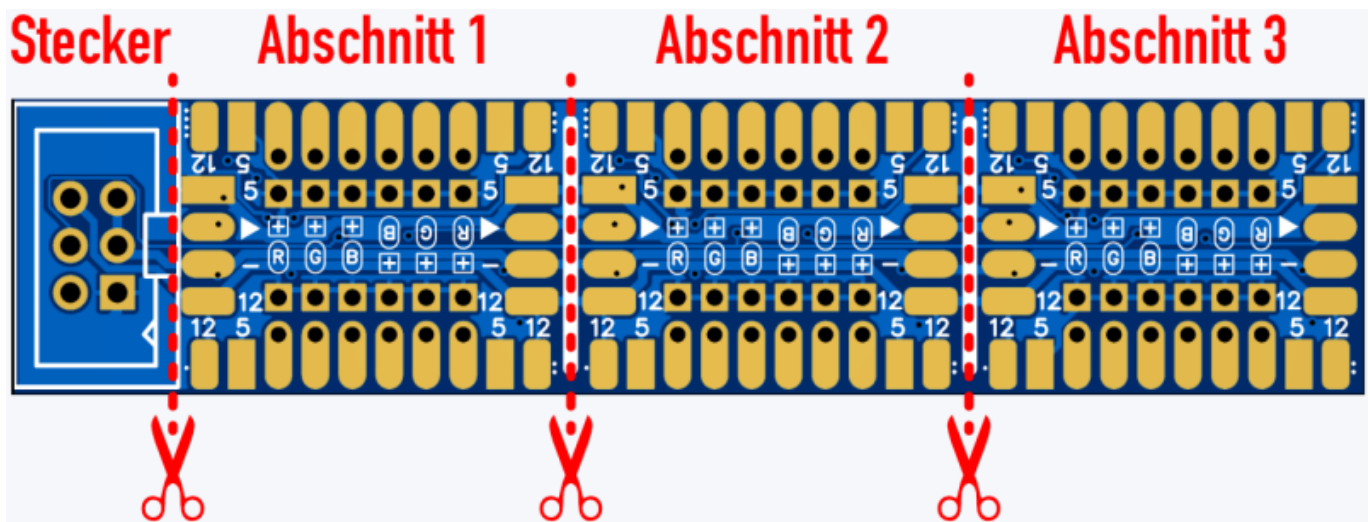 Stecker Abschnitt 1 Abschnitt 2 Abschnitt 3
12 5 5 12 12 5 5 12 12 5 5 12
5 5 5 5 5 5
+ + + B G R + + + B G R + + + B G R
− R G B + + + − − R G B + + + − − R G B + + + −
12 12 12 12 12 12
12 5 5 12 12 5 5 12 12 5 5 12